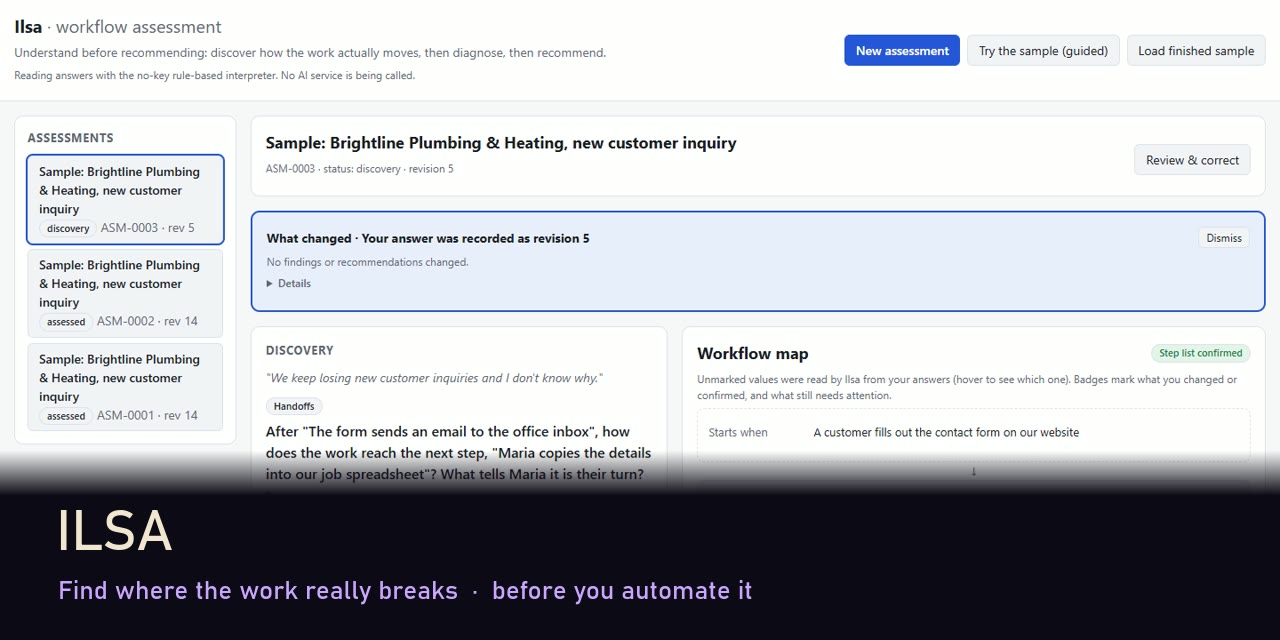 Ilsa · workflow assessment
Understand before recommending: discover how the work actually moves, then diagnose, then recommend.
Reading answers with the no-key rule-based interpreter. No AI service is being called.
New assessment
Try the sample (guided)
Load finished sample
ASSESSMENTS
Sample: Brightline Plumbing
& Heating, new customer
inquiry
discovery ASM-0003 · rev 5
Sample: Brightline Plumbing
& Heating, new customer
inquiry
assessed ASM-0002 · rev 14
Sample: Brightline Plumbing
& Heating, new customer
inquiry
assessed ASM-0001 · rev 14
Sample: Brightline Plumbing & Heating, new customer inquiry
ASM-0003 · status: discovery · revision 5
Review & correct
What changed · Your answer was recorded as revision 5
Dismiss
No findings or recommendations changed.
Details
DISCOVERY
"We keep losing new customer inquiries and I don't know why."
Handoffs
After "The form sends an email to the office inbox", how
does the work reach the next step, "Maria copies the details
into our job spreadsheet"? What tells Maria it is their turn?
Workflow map
Step list confirmed
Unmarked values were read by Ilsa from your answers (hover to see which one). Badges mark what you changed or
confirmed, and what still needs attention.
Starts when A customer fills out the contact form on our website
↓
ILSA
Find where the work really breaks · before you automate it